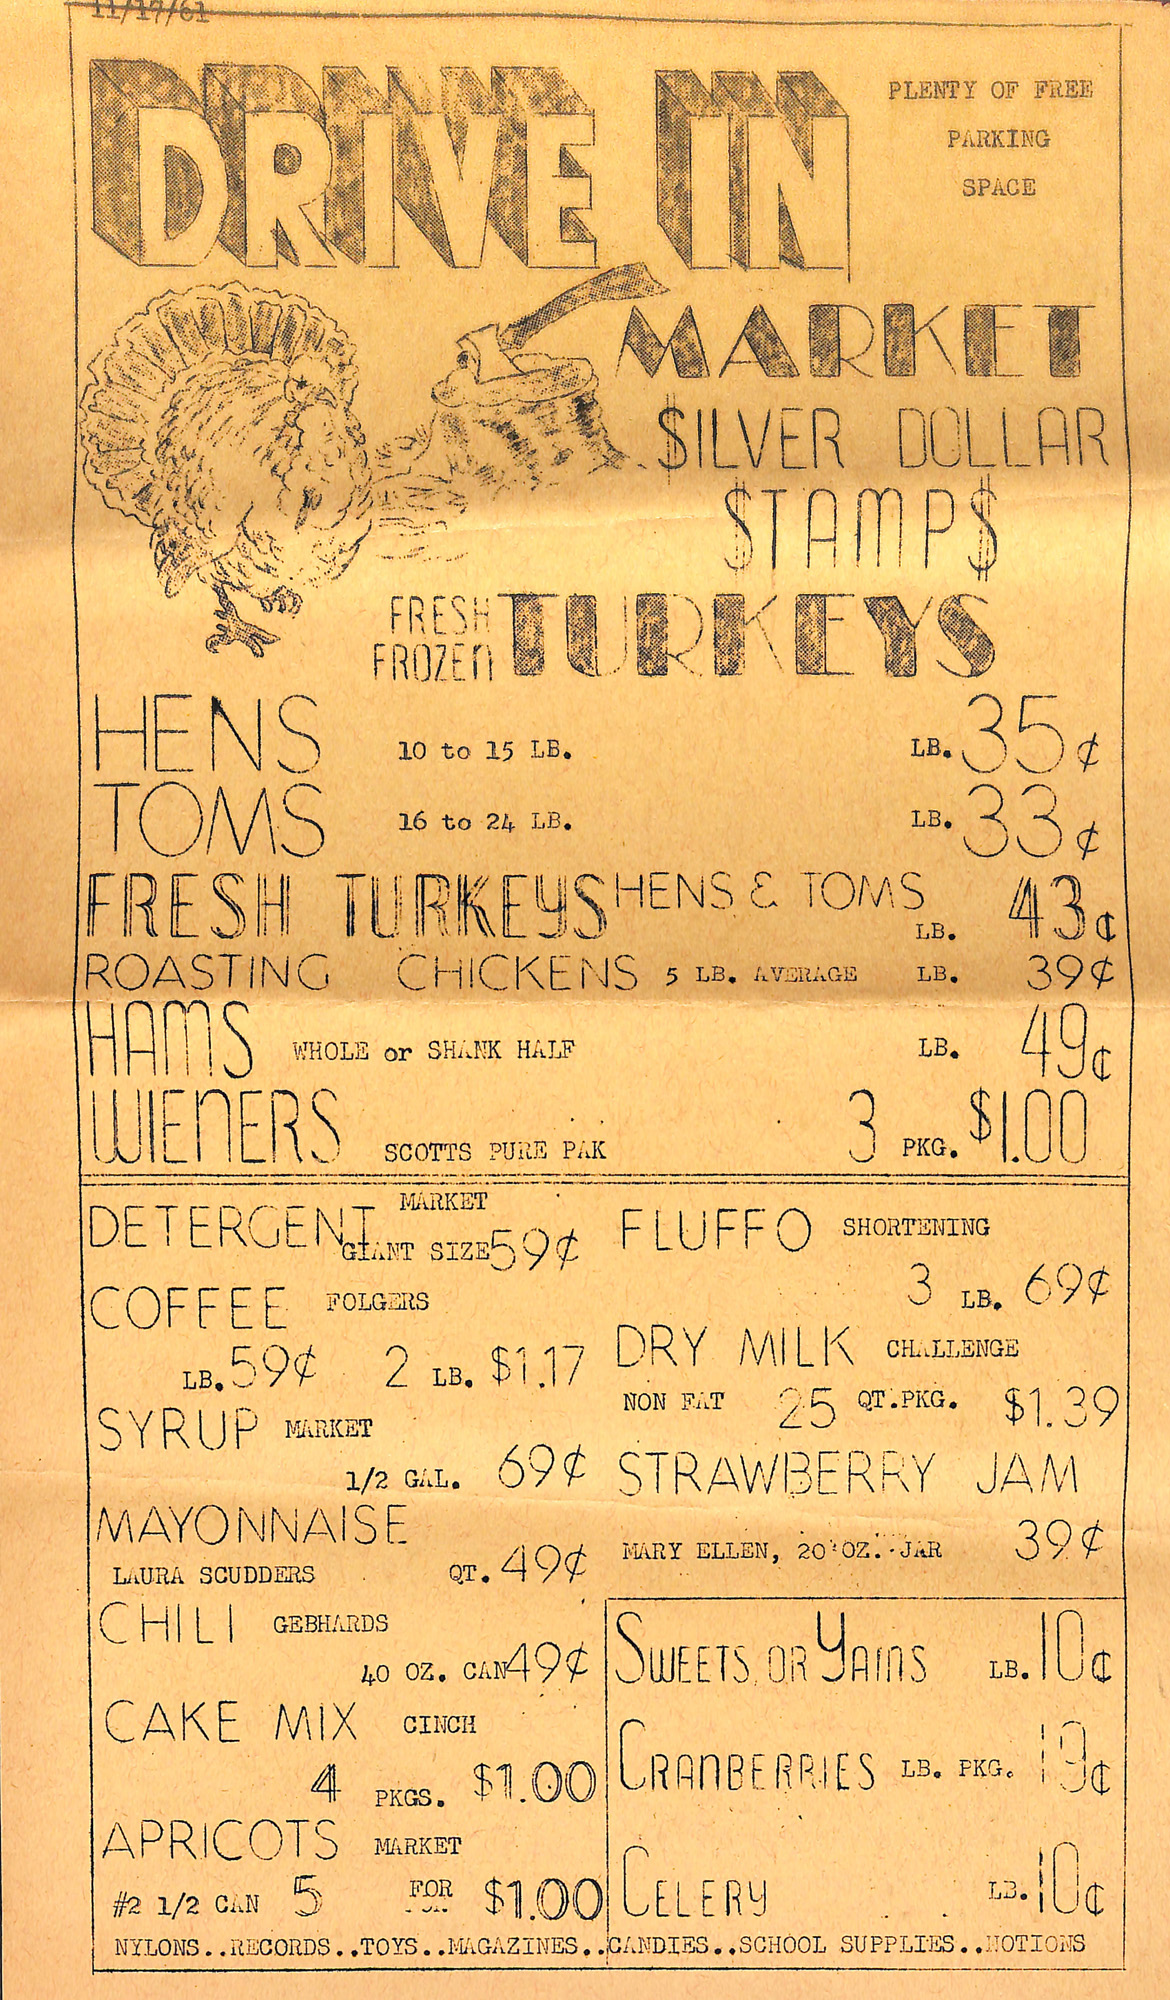 11/17/61
DRIVE IN
PLENTY OF FREE
PARKING
SPACE
MARKET
$ILVER DOLLAR
$TAMP$
FRESH
FROZEN
TURKEYS
HENS 10 to 15 LB. LB. 35¢
TOMS 16 to 24 LB. LB. 33¢
FRESH TURKEYS HENS & TOMS LB. 43¢
ROASTING CHICKENS 5 LB. AVERAGE LB. 39¢
HAMS WHOLE or SHANK HALF LB. 49¢
WIENERS SCOTTS PURE PAK 3 PKG. $1.00
DETERGENT MARKET
GIANT SIZE 59¢
COFFEE FOLGERS
LB. 59¢ 2 LB. $1.17
SYRUP MARKET
1/2 GAL. 69¢
MAYONNAISE
LAURA SCUDDERS QT. 49¢
CHILI GEBHARDS
40 OZ. CAN 49¢
CAKE MIX CINCH
4 PKGS. $1.00
APRICOTS MARKET
#2 1/2 CAN 5 FOR $1.00
FLUFFO SHORTENING
3 LB. 69¢
DRY MILK CHALLENGE
NON FAT 25 QT.PKG. $1.39
STRAWBERRY JAM
MARY ELLEN, 20 OZ. JAR 39¢
SWEETS OR YAMS LB. 10¢
CRANBERRIES LB. PKG. 19¢
CELERY LB. 10¢
NYLONS..RECORDS..TOYS..MAGAZINES..CANDIES..SCHOOL SUPPLIES..NOTIONS